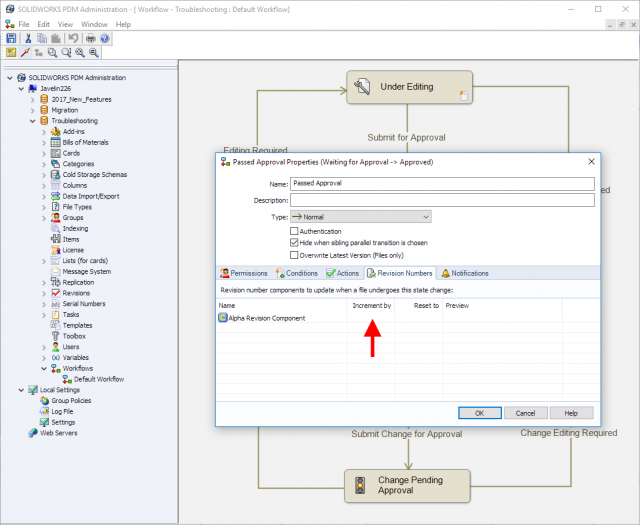 SOLIDWORKS PDM Administration - [ Workflow - Troubleshooting : Default Workflow]
File Edit View Window Help
SOLIDWORKS PDM Administration
Javelin226
2017_New_Features
Migration
Troubleshooting
Add-ins
Bills of Materials
Cards
Categories
Cold Storage Schemas
Columns
Data Import/Export
File Types
Groups
Indexing
Items
License
Lists (for cards)
Message System
Replication
Revisions
Serial Numbers
Tasks
Templates
Toolbox
Users
(x) Variables
Workflows
Default Workflow
Local Settings
Group Policies
Log File
Settings
Web Servers
Under Editing
Submit for Approval
Editing Required
Passed Approval Properties (Waiting for Approval -> Approved)
Name: Passed Approval
Description:
Type: Normal
Authentication
Hide when sibling parallel transition is chosen
Overwrite Latest Version (Files only)
Permissions Conditions Actions Revision Numbers Notifications
Revision number components to update when a file undergoes this state change:
Name Increment by Reset to Preview
Alpha Revision Component
OK Cancel Help
Submit Change for Approval
Change Editing Required
Change Pending
Approval